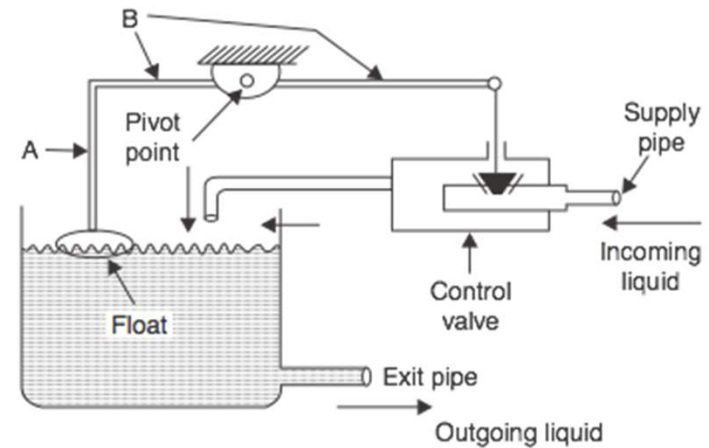 B
Pivot
point
A
Supply
pipe
Incoming
liquid
Control
valve
Float
Exit pipe
Outgoing liquid